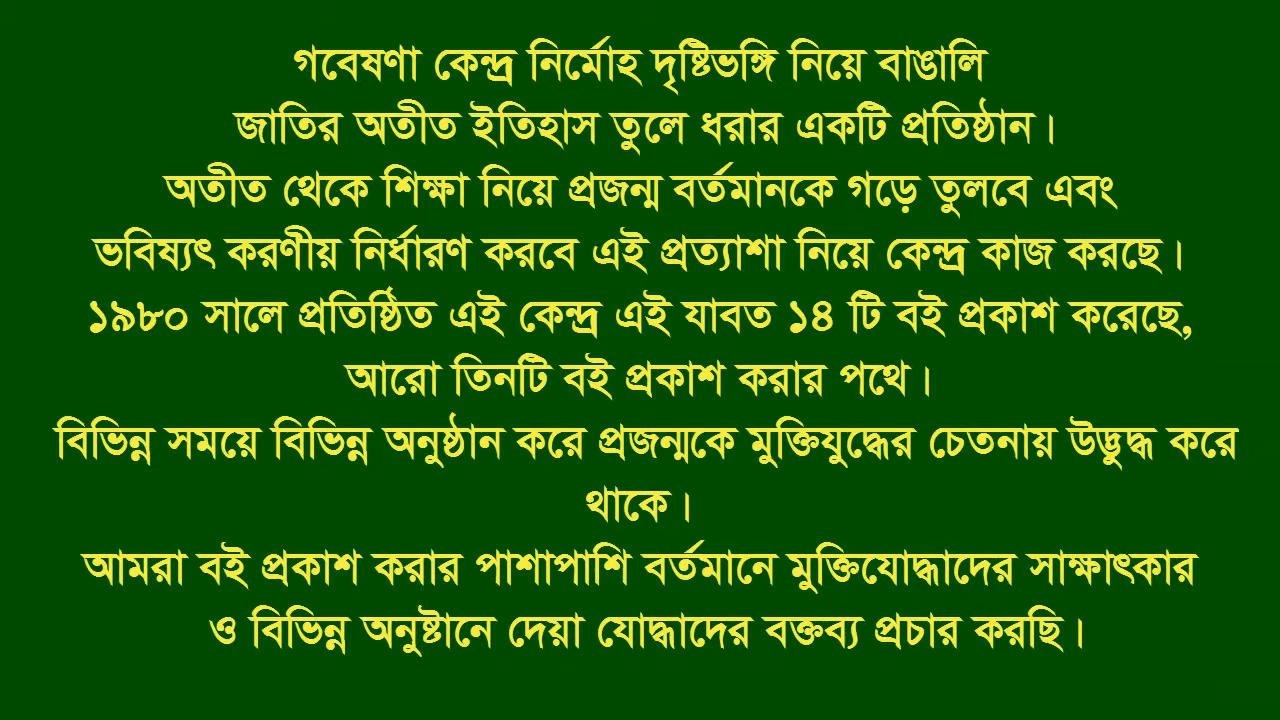 গবেষণা কেন্দ্র নির্মোহ দৃষ্টিভঙ্গি নিয়ে বাঙালি
জাতির অতীত ইতিহাস তুলে ধরার একটি প্রতিষ্ঠান।
অতীত থেকে শিক্ষা নিয়ে প্রজন্ম বর্তমানকে গড়ে তুলবে এবং
ভবিষ্যৎ করণীয় নির্ধারণ করবে এই প্রত্যাশা নিয়ে কেন্দ্র কাজ করছে।
১৯৮০ সালে প্রতিষ্ঠিত এই কেন্দ্র এই যাবত ১৪ টি বই প্রকাশ করেছে,
আরো তিনটি বই প্রকাশ করার পথে।
বিভিন্ন সময়ে বিভিন্ন অনুষ্ঠান করে প্রজন্মকে মুক্তিযুদ্ধের চেতনায় উদ্ভুদ্ধ করে
থাকে।
আমরা বই প্রকাশ করার পাশাপাশি বর্তমানে মুক্তিযোদ্ধাদের সাক্ষাৎকার
ও বিভিন্ন অনুষ্টানে দেয়া যোদ্ধাদের বক্তব্য প্রচার করছি।